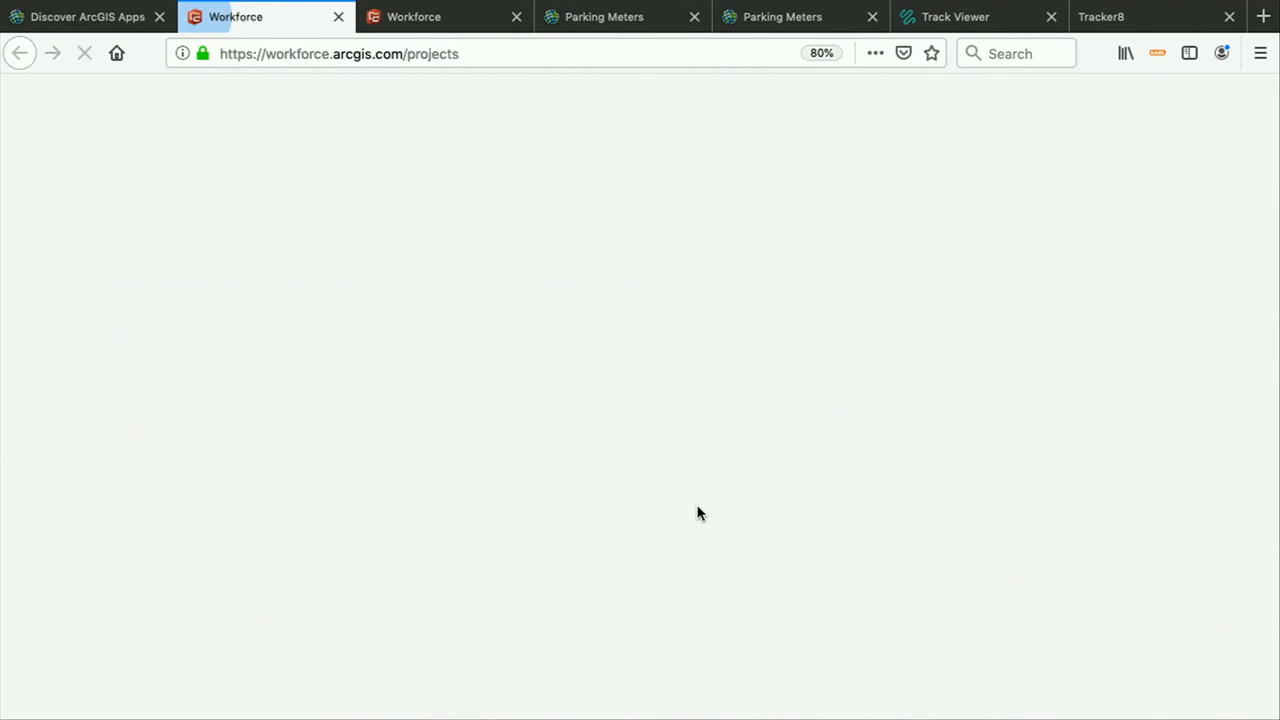 Discover ArcGIS Apps
Workforce
Workforce
Parking Meters
Parking Meters
Track Viewer
Tracker8
https://workforce.arcgis.com/projects
80%
Search